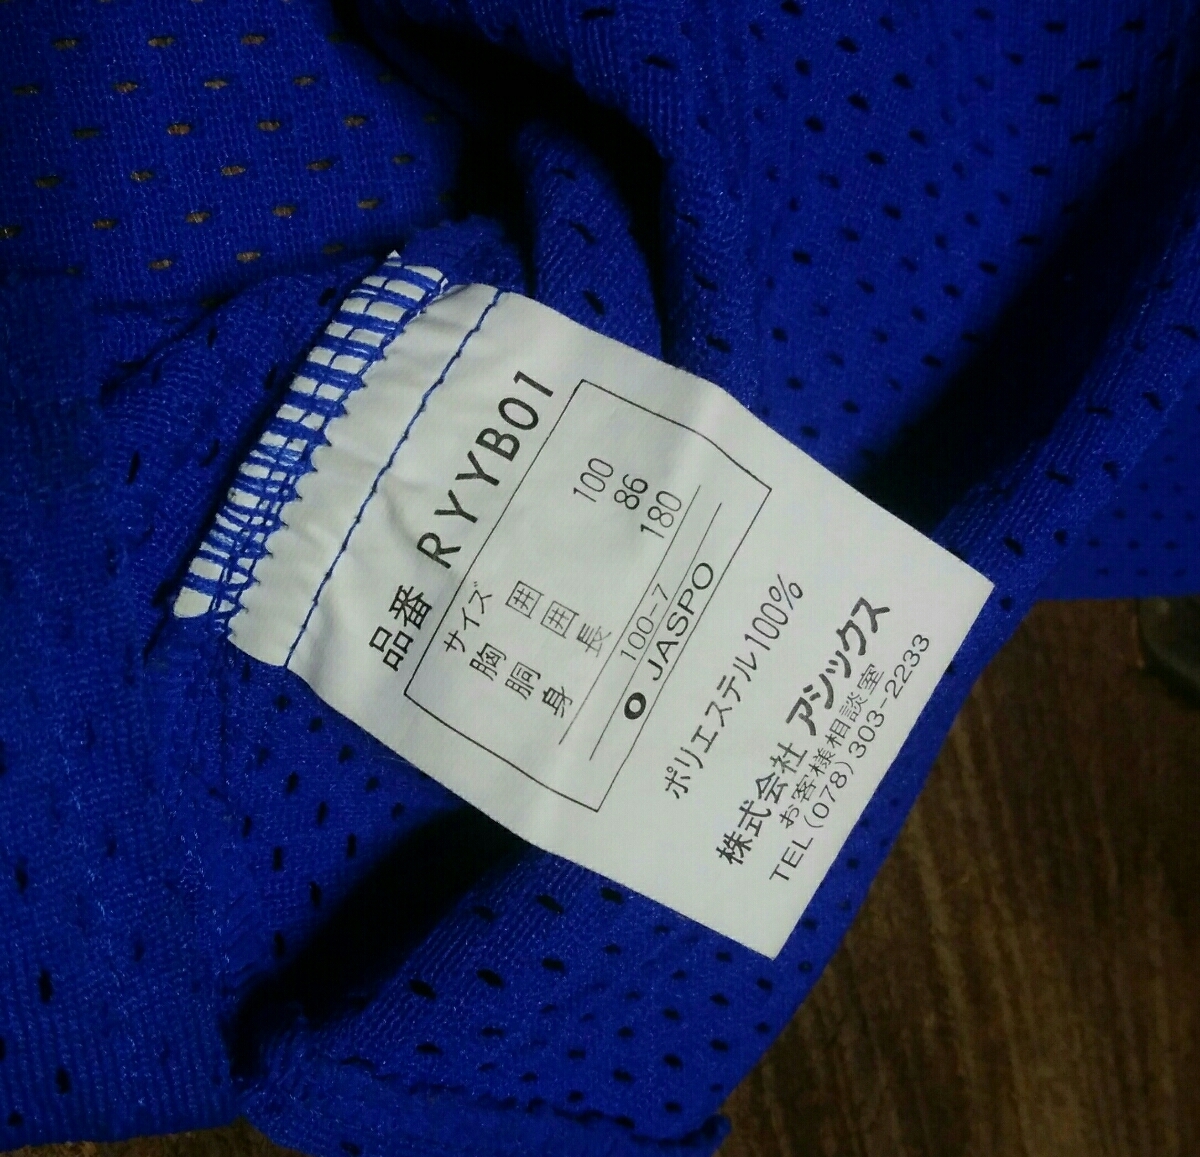 品番 RYYB01
サイズ
胸囲 100
胴囲 86
身長 180
100-7
O JASPO
ポリエステル100%
株式会社 アシックス
お客様相談室
TEL(078)303-2233